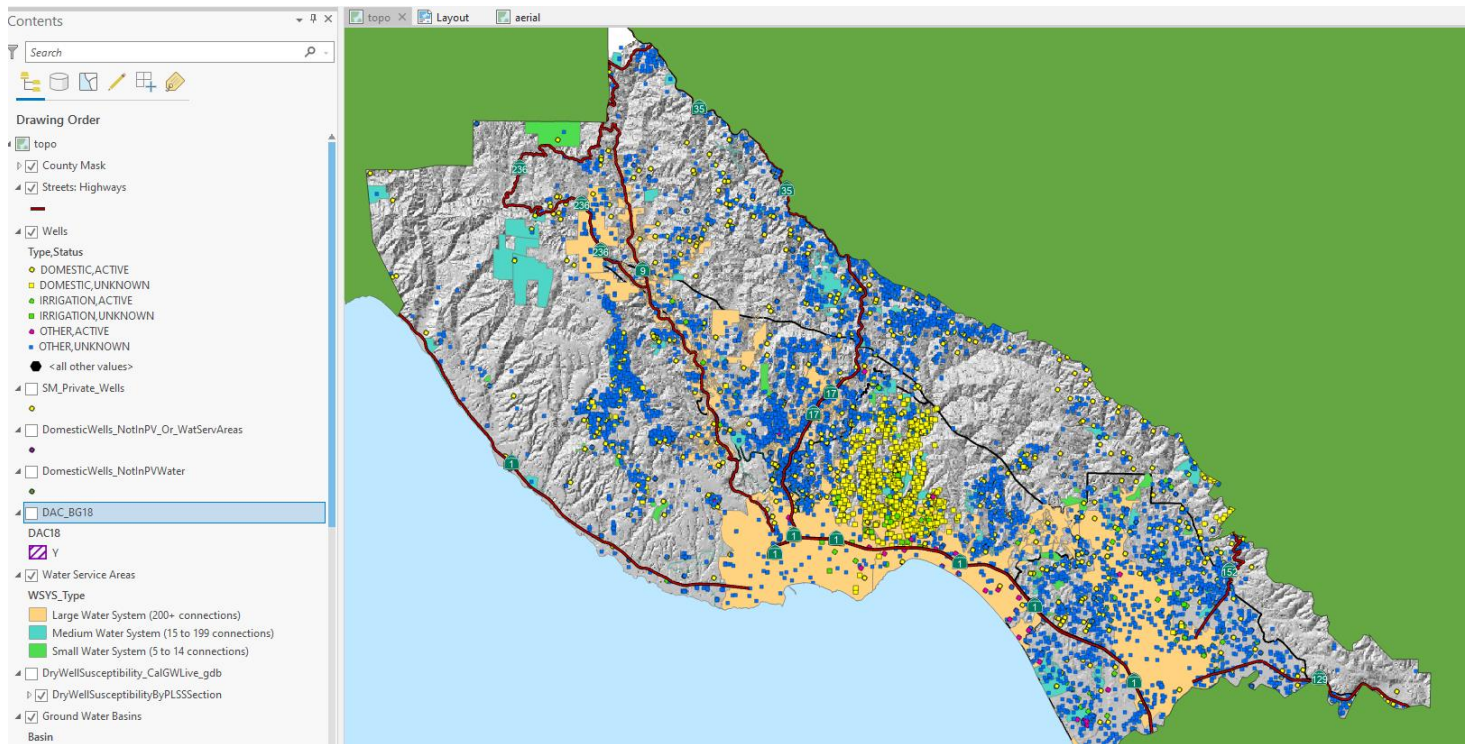 Contents
topo
Layout
aerial
Search
Drawing Order
topo
County Mask
Streets: Highways
Wells
Type,Status
DOMESTIC,ACTIVE
DOMESTIC,UNKNOWN
IRRIGATION,ACTIVE
IRRIGATION,UNKNOWN
OTHER,ACTIVE
OTHER,UNKNOWN
<all other values>
SM_Private_Wells
DomesticWells_NotInPV_Or_WatServAreas
DomesticWells_NotInPVWater
DAC_BG18
DAC18
Y
Water Service Areas
WSYS_Type
Large Water System (200+ connections)
Medium Water System (15 to 199 connections)
Small Water System (5 to 14 connections)
DryWellSusceptibility_CalGWLive_gdb
DryWellSusceptibilityByPLSSSection
Ground Water Basins
Basin
35
236
35
236
236
9
17
17
1
1
1
1
1
152
1
129
1